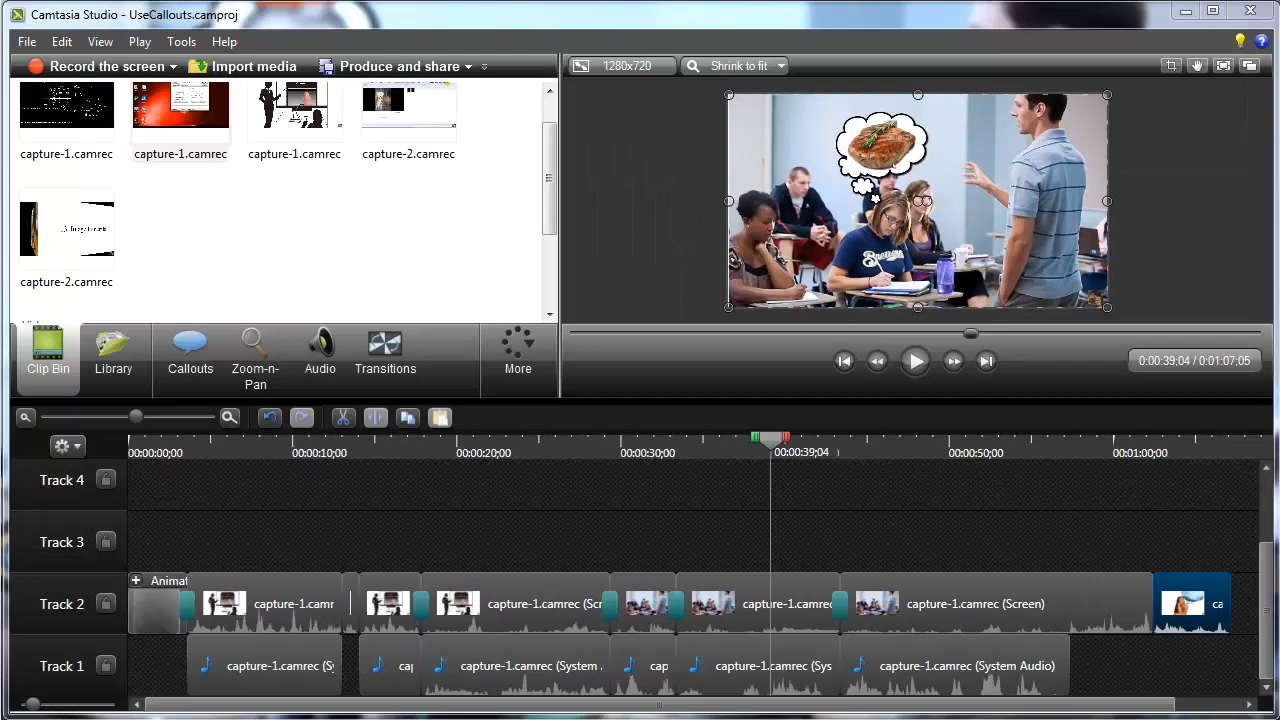 Camtasia Studio - UseCallouts.camproj
File Edit View Play Tools Help
Record the screen Import media Produce and share
1280x720 Shrink to fit
capture-1.camrec capture-1.camrec capture-1.camrec capture-2.camrec
capture-2.camrec
Clip Bin Library Callouts Zoom-n-Pan Audio Transitions More
0:00:39;04 / 0:01:07;05
00:00:00;00 00:00:10;00 00:00:20;00 00:00:30;00 00:00:39;04 00:00:50;00 00:01:00;00
Track 4
Track 3
Animat
Track 2 capture-1.camr capture-1.camrec (Scr capture-1.camrec capture-1.camrec (Screen) ca
Track 1 capture-1.camrec (Sy cap capture-1.camrec (System cap capture-1.camrec (Sys capture-1.camrec (System Audio)